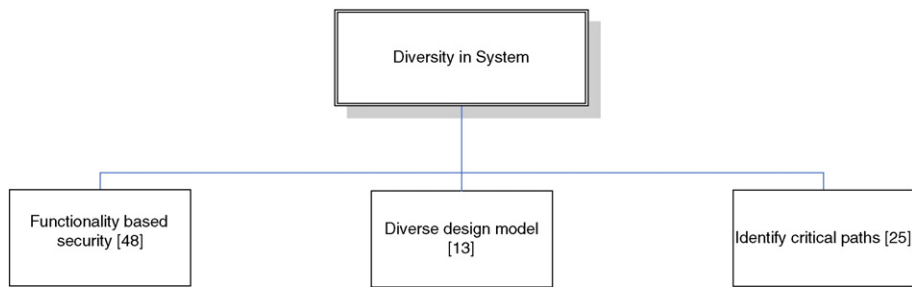 Diversity in System
Functionality based
security [48]
Diverse design model
[13]
Identify critical paths [25]